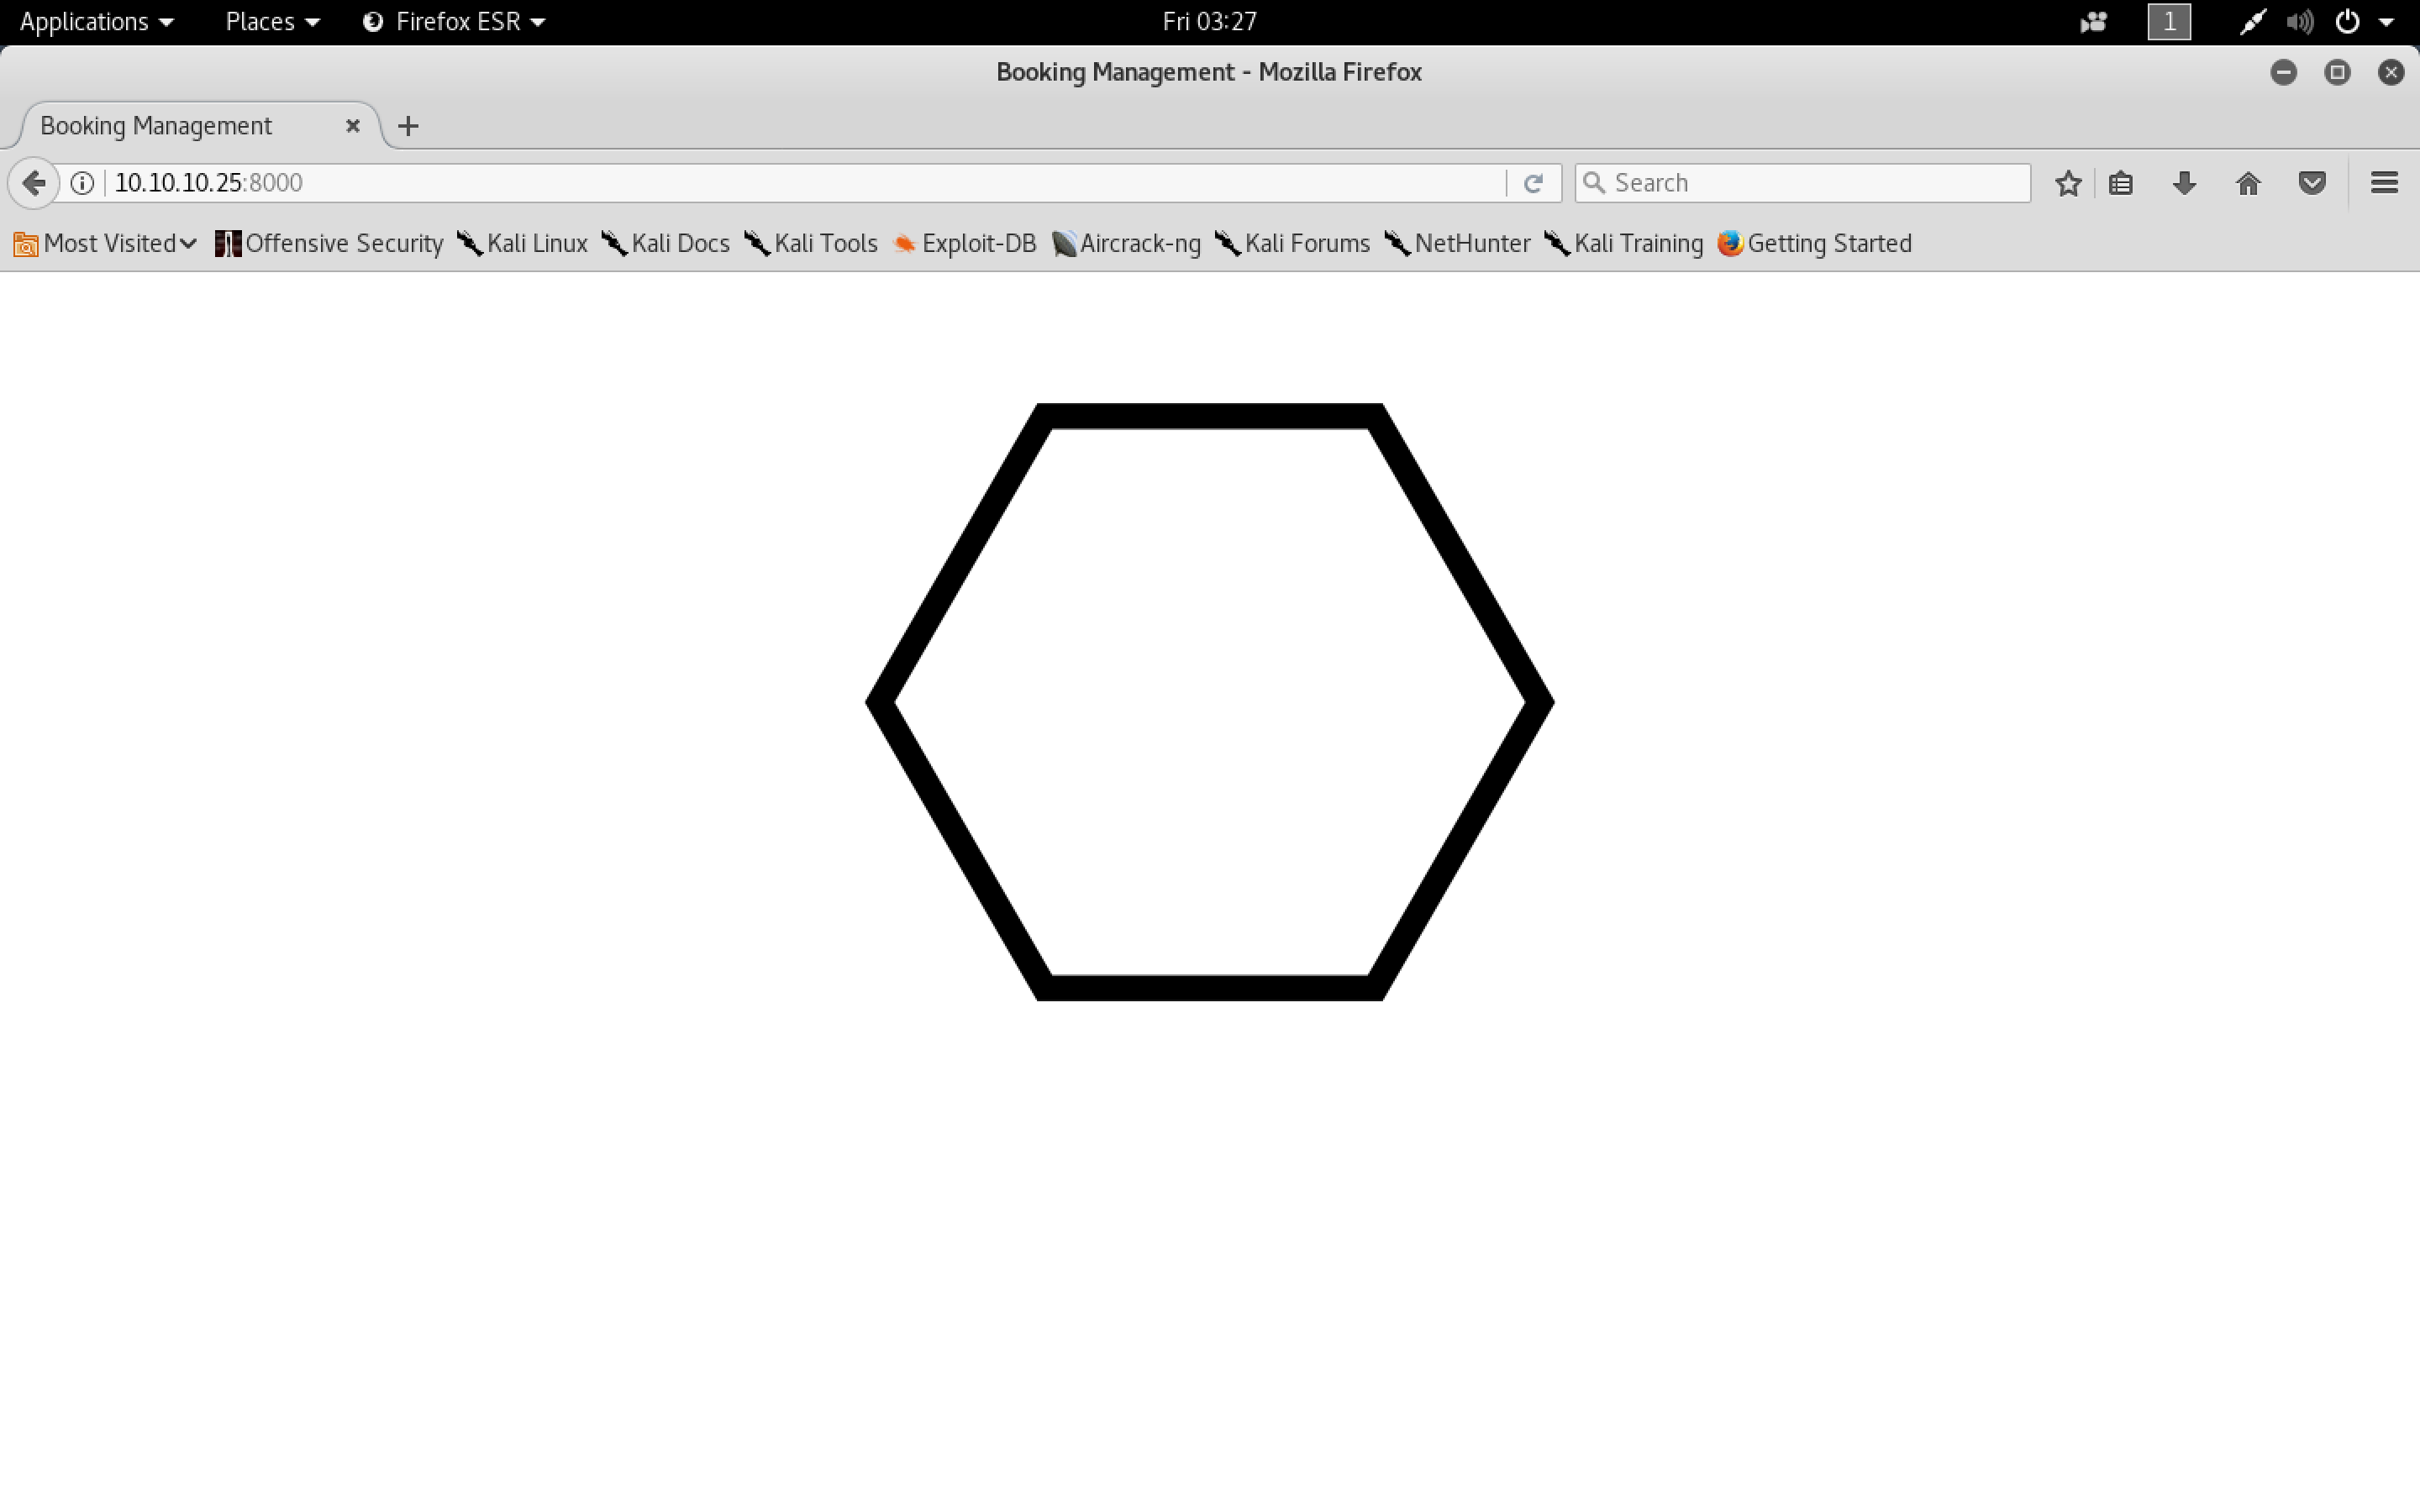 Applications Places Firefox ESR Fri 03:27 1
Booking Management - Mozilla Firefox
Booking Management
10.10.10.25:8000 Search
Most Visited Offensive Security Kali Linux Kali Docs Kali Tools Exploit-DB Aircrack-ng Kali Forums NetHunter Kali Training Getting Started